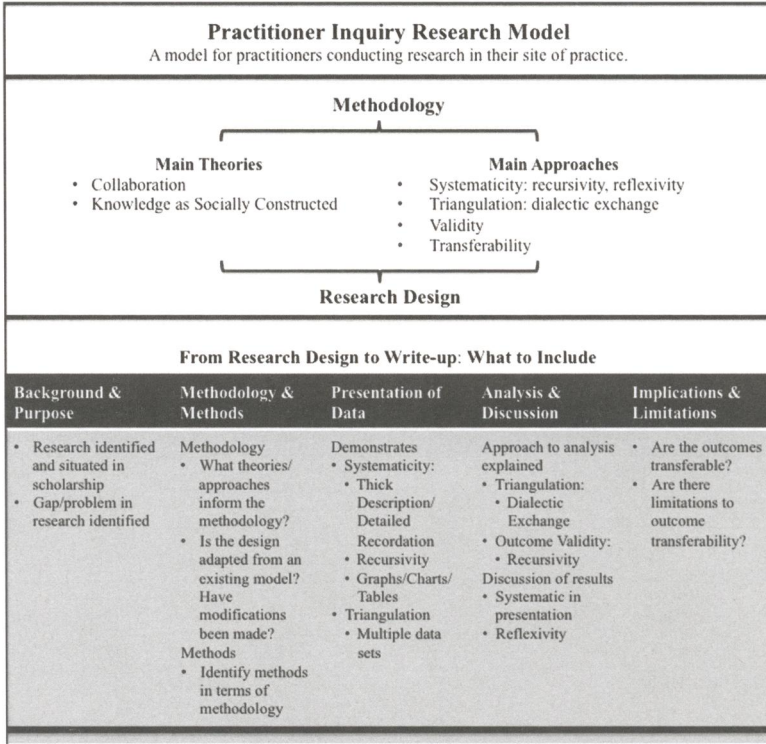 Practitioner Inquiry Research Model
A model for practitioners conducting research in their site of practice.
Methodology
Main Theories
• Collaboration
• Knowledge as Socially Constructed
Main Approaches
• Systematicity: recursivity, reflexivity
• Triangulation: dialectic exchange
• Validity
• Transferability
Research Design
From Research Design to Write-up: What to Include
Background &
Purpose
• Research identified
and situated in
scholarship
• Gap/problem in
research identified
Methodology &
Methods
Methodology
• What theories/
approaches
inform the
methodology?
• Is the design
adapted from an
existing model?
Have
modifications
been made?
Methods
• Identify methods
in terms of
methodology
Presentation of
Data
Demonstrates
• Systematicity:
• Thick
Description/
Detailed
Recordation
• Recursivity
• Graphs/Charts/
Tables
• Triangulation
• Multiple data
sets
Analysis &
Discussion
Approach to analysis
explained
• Triangulation:
• Dialectic
Exchange
• Outcome Validity:
• Recursivity
Discussion of results
• Systematic in
presentation
• Reflexivity
Implications &
Limitations
• Are the outcomes
transferable?
• Are there
limitations to
outcome
transferability?